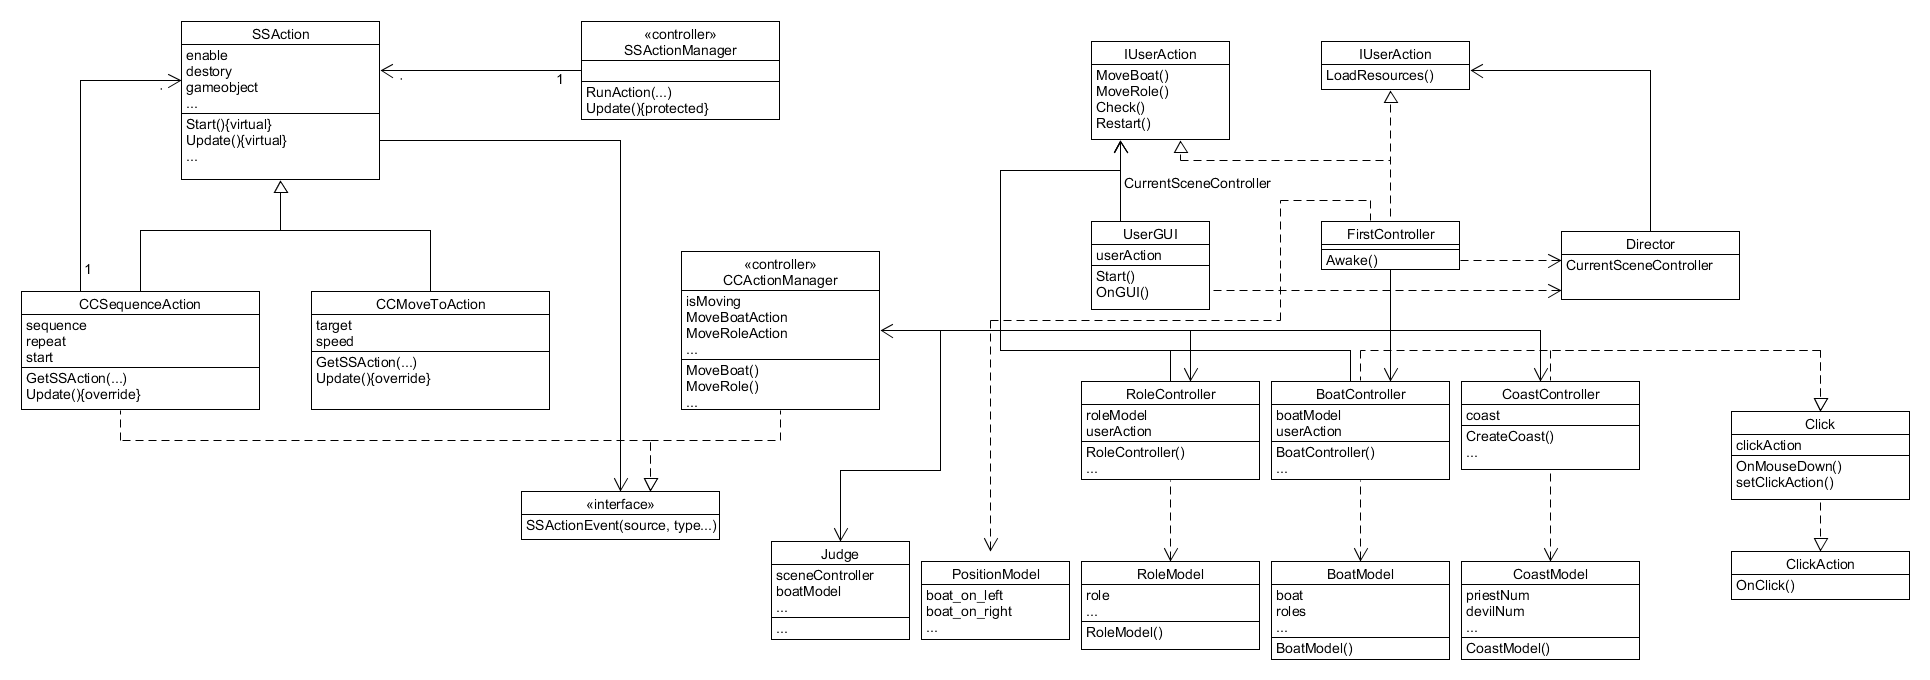 SSAction
enable
destory
gameobject
...
Start(){virtual}
Update(){virtual}
...
«controller»
SSActionManager
RunAction(...)
Update(){protected}
.
1
.
1
IUserAction
MoveBoat()
MoveRole()
Check()
Restart()
IUserAction
LoadResources()
CurrentSceneController
UserGUI
userAction
Start()
OnGUI()
FirstController
Awake()
Director
CurrentSceneController
CCSequenceAction
sequence
repeat
start
GetSSAction(...)
Update(){override}
CCMoveToAction
target
speed
GetSSAction(...)
Update(){override}
«controller»
CCActionManager
isMoving
MoveBoatAction
MoveRoleAction
...
MoveBoat()
MoveRole()
...
RoleController
roleModel
userAction
RoleController()
...
BoatController
boatModel
userAction
BoatController()
...
CoastController
coast
CreateCoast()
...
Click
clickAction
OnMouseDown()
setClickAction()
«interface»
SSActionEvent(source, type...)
Judge
sceneController
boatModel
...
...
PositionModel
boat_on_left
boat_on_right
...
RoleModel
role
...
RoleModel()
BoatModel
boat
roles
...
BoatModel()
CoastModel
priestNum
devilNum
...
CoastModel()
ClickAction
OnClick()